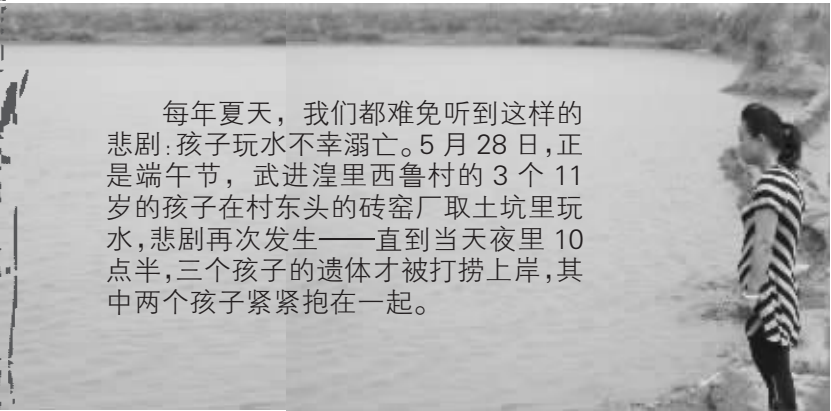 每年夏天，我们都难免听到这样的
悲剧：孩子玩水不幸溺亡。5 月 28 日，正
是端午节，武进湟里西鲁村的 3 个 11
岁的孩子在村东头的砖窑厂取土坑里玩
水，悲剧再次发生——直到当天夜里 10
点半，三个孩子的遗体才被打捞上岸，其
中两个孩子紧紧抱在一起。